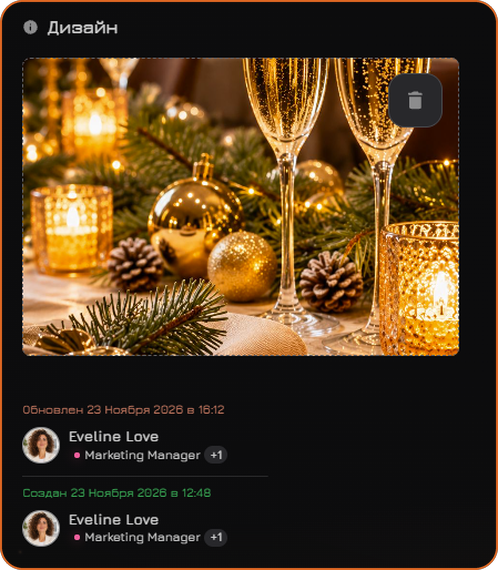 Дизайн
Обновлен 23 Ноября 2026 в 16:12
Eveline Love
Marketing Manager +1
Создан 23 Ноября 2026 в 12:48
Eveline Love
Marketing Manager +1